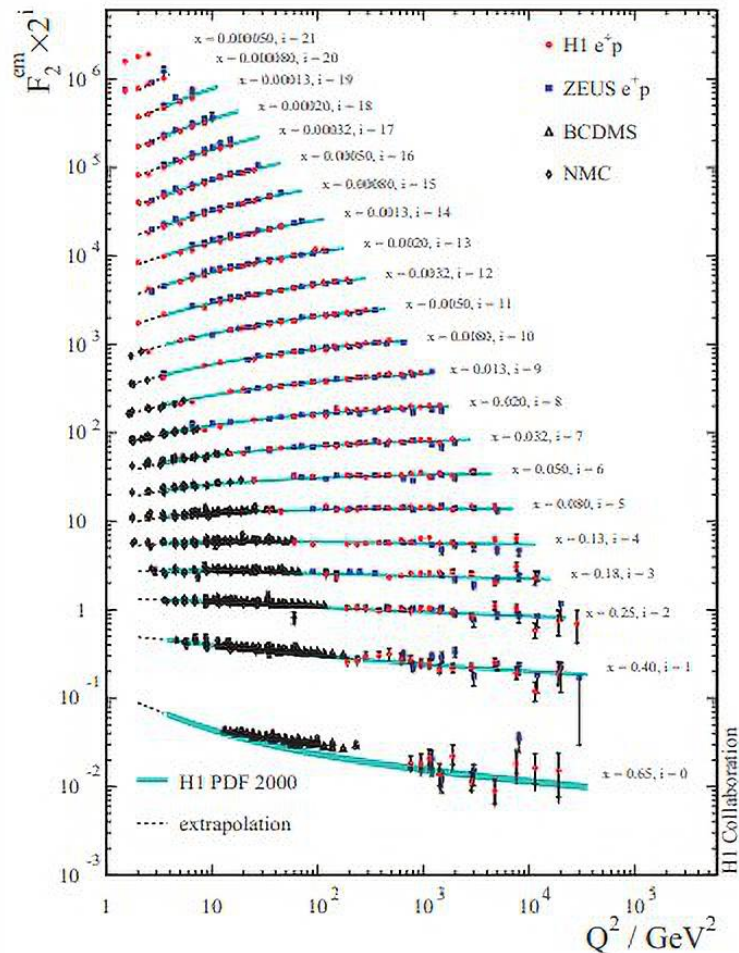 F₂ᵉᵐ×2ⁱ
10⁶
10⁵
10⁴
10³
10²
10
1
10⁻¹
10⁻²
10⁻³
x = 0.000050, i = 21
x = 0.000080, i = 20
x = 0.00013, i = 19
x = 0.00020, i = 18
x = 0.00032, i = 17
x = 0.00050, i = 16
x = 0.00080, i = 15
x = 0.0013, i = 14
x = 0.0020, i = 13
x = 0.0032, i = 12
x = 0.0050, i = 11
x = 0.0080, i = 10
x = 0.013, i = 9
x = 0.020, i = 8
x = 0.032, i = 7
x = 0.050, i = 6
x = 0.080, i = 5
x = 0.13, i = 4
x = 0.18, i = 3
x = 0.25, i = 2
x = 0.40, i = 1
x = 0.65, i = 0
H1 e⁺p
ZEUS e⁺p
BCDMS
NMC
H1 PDF 2000
extrapolation
1
10
10²
10³
10⁴
10⁵
Q² / GeV²
H1 Collaboration